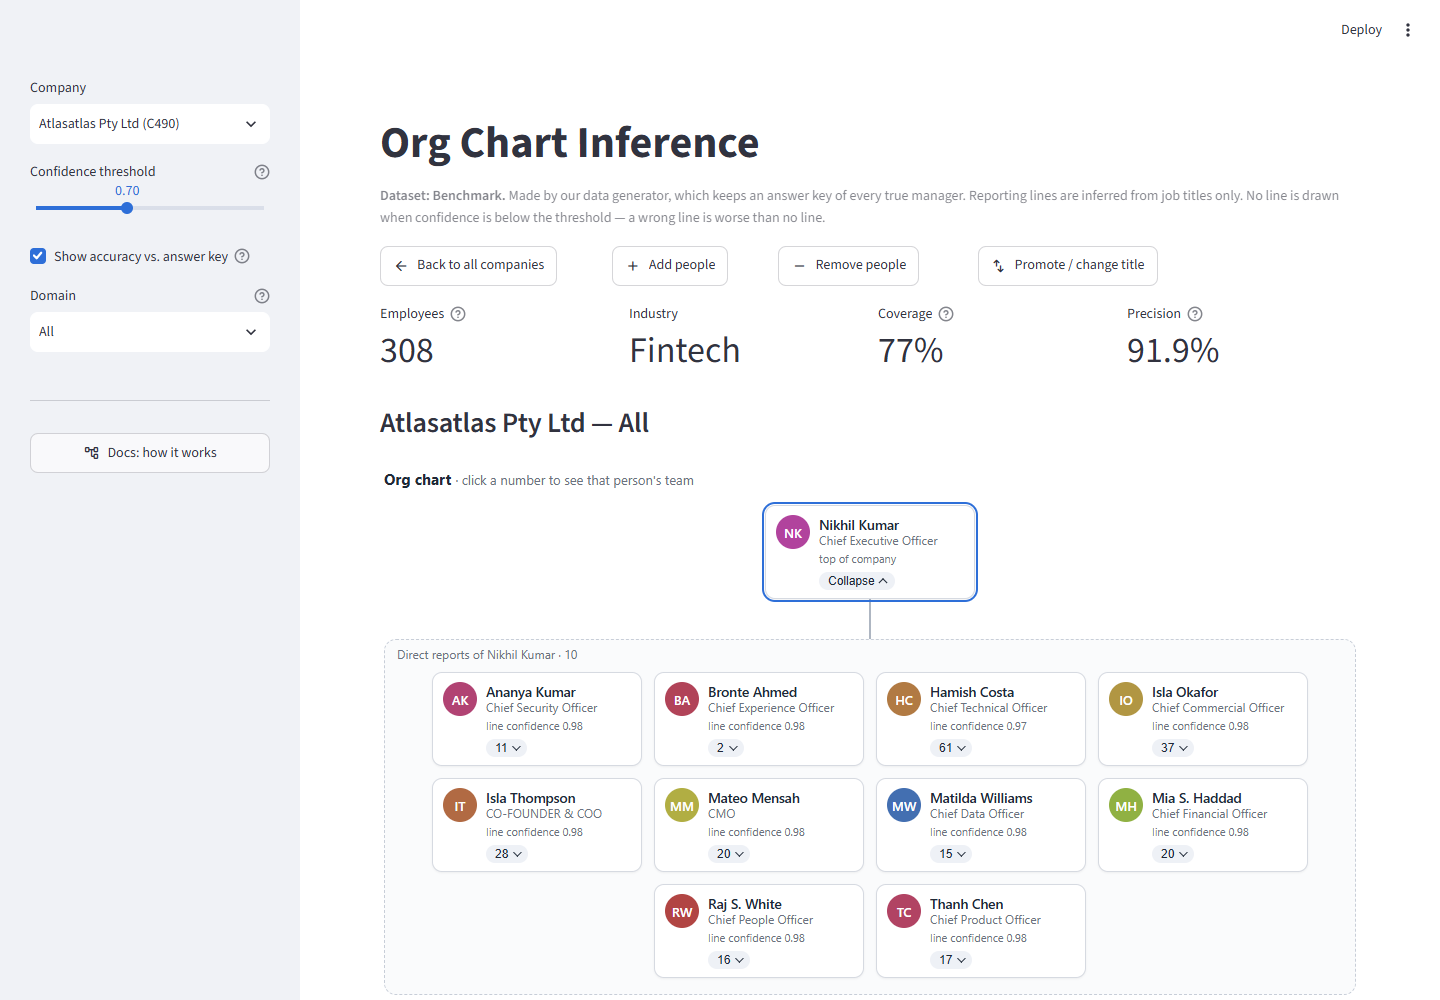 Deploy
Company
Atlasatlas Pty Ltd (C490)
Confidence threshold
0.70
Show accuracy vs. answer key
Domain
All
Docs: how it works
Org Chart Inference
Dataset: Benchmark. Made by our data generator, which keeps an answer key of every true manager. Reporting lines are inferred from job titles only. No line is drawn
when confidence is below the threshold — a wrong line is worse than no line.
Back to all companies
Add people
Remove people
Promote / change title
Employees
308
Industry
Fintech
Coverage
77%
Precision
91.9%
Atlasatlas Pty Ltd — All
Org chart · click a number to see that person's team
NK
Nikhil Kumar
Chief Executive Officer
top of company
Collapse
Direct reports of Nikhil Kumar · 10
AK
Ananya Kumar
Chief Security Officer
line confidence 0.98
11
BA
Bronte Ahmed
Chief Experience Officer
line confidence 0.98
2
HC
Hamish Costa
Chief Technical Officer
line confidence 0.97
61
IO
Isla Okafor
Chief Commercial Officer
line confidence 0.98
37
IT
Isla Thompson
CO-FOUNDER & COO
line confidence 0.98
28
MM
Mateo Mensah
CMO
line confidence 0.98
20
MW
Matilda Williams
Chief Data Officer
line confidence 0.98
15
MH
Mia S. Haddad
Chief Financial Officer
line confidence 0.98
20
RW
Raj S. White
Chief People Officer
line confidence 0.98
16
TC
Thanh Chen
Chief Product Officer
line confidence 0.98
17